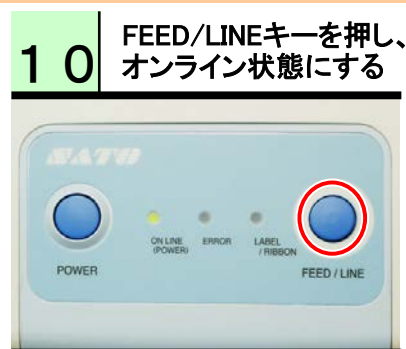 10
FEED/LINEキーを押し、
オンライン状態にする
SATO
ON LINE
(POWER)
ERROR
LABEL
/ RIBBON
POWER
FEED / LINE